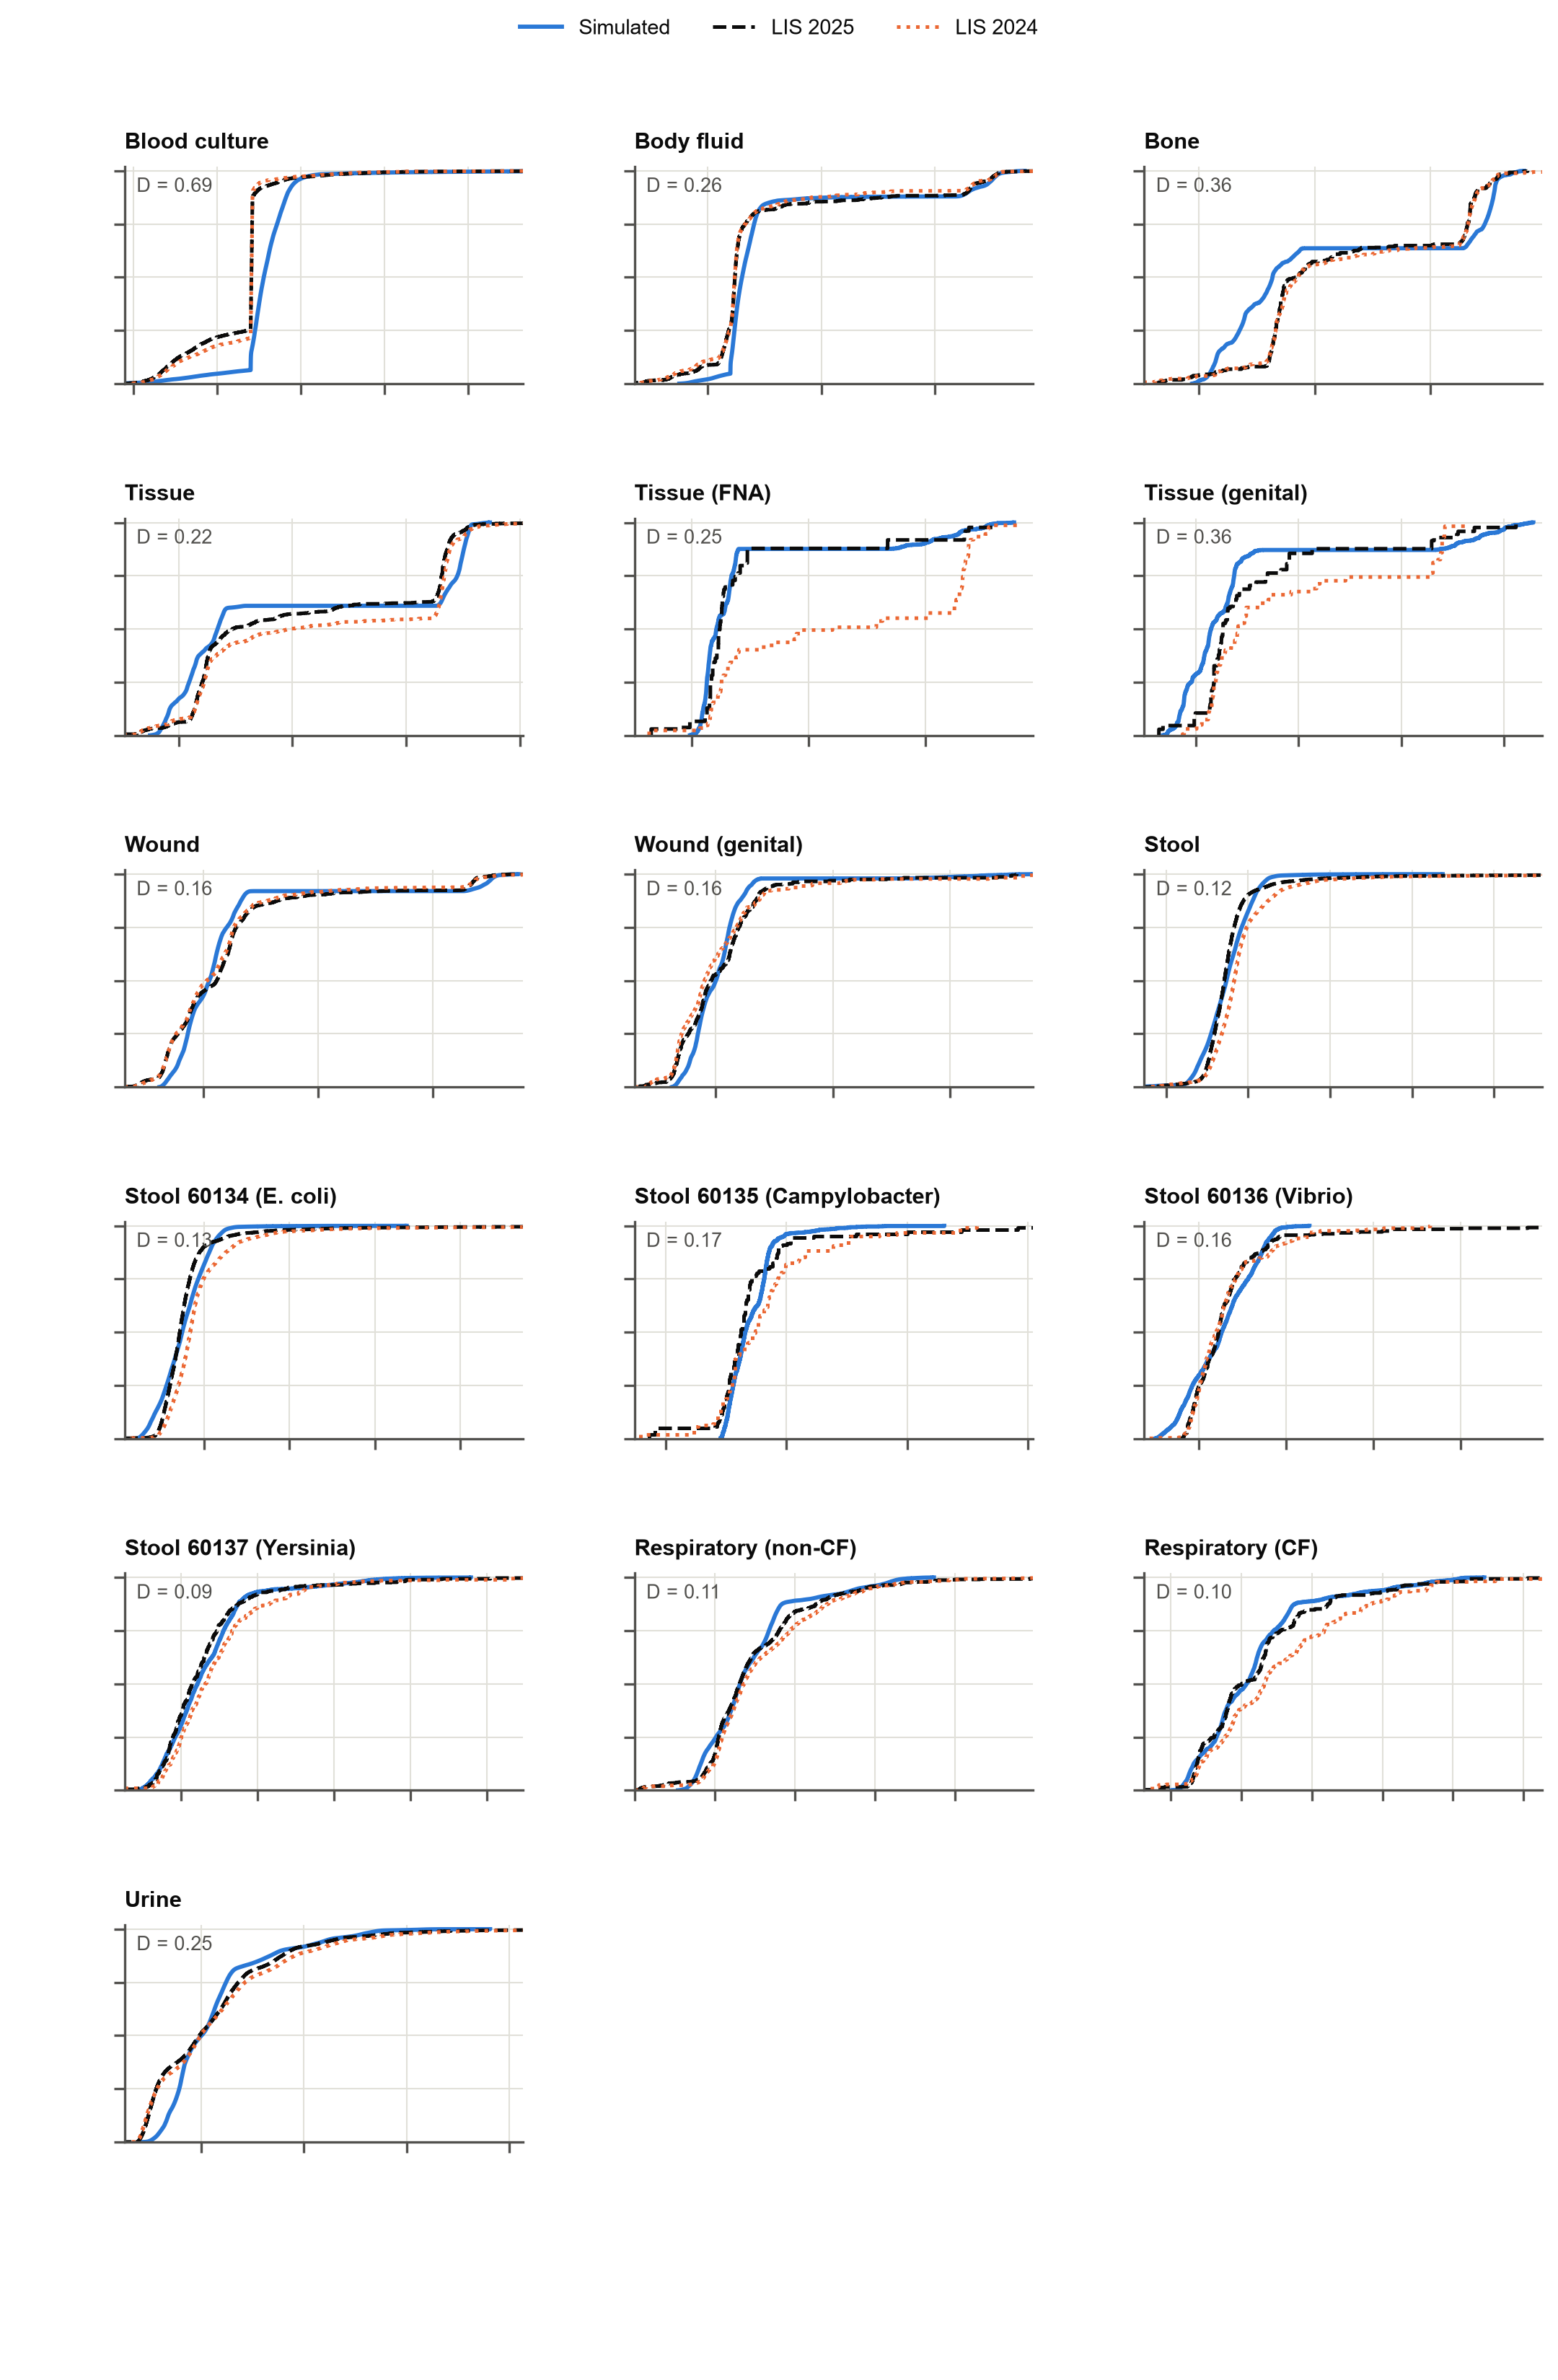 Simulated LIS 2025 LIS 2024
Blood culture Body fluid Bone
D = 0.69 D = 0.26 D = 0.36
Tissue Tissue (FNA) Tissue (genital)
D = 0.22 D = 0.25 D = 0.36
Wound Wound (genital) Stool
D = 0.16 D = 0.16 D = 0.12
Stool 60134 (E. coli) Stool 60135 (Campylobacter) Stool 60136 (Vibrio)
D = 0.13 D = 0.17 D = 0.16
Stool 60137 (Yersinia) Respiratory (non-CF) Respiratory (CF)
D = 0.09 D = 0.11 D = 0.10
Urine
D = 0.25